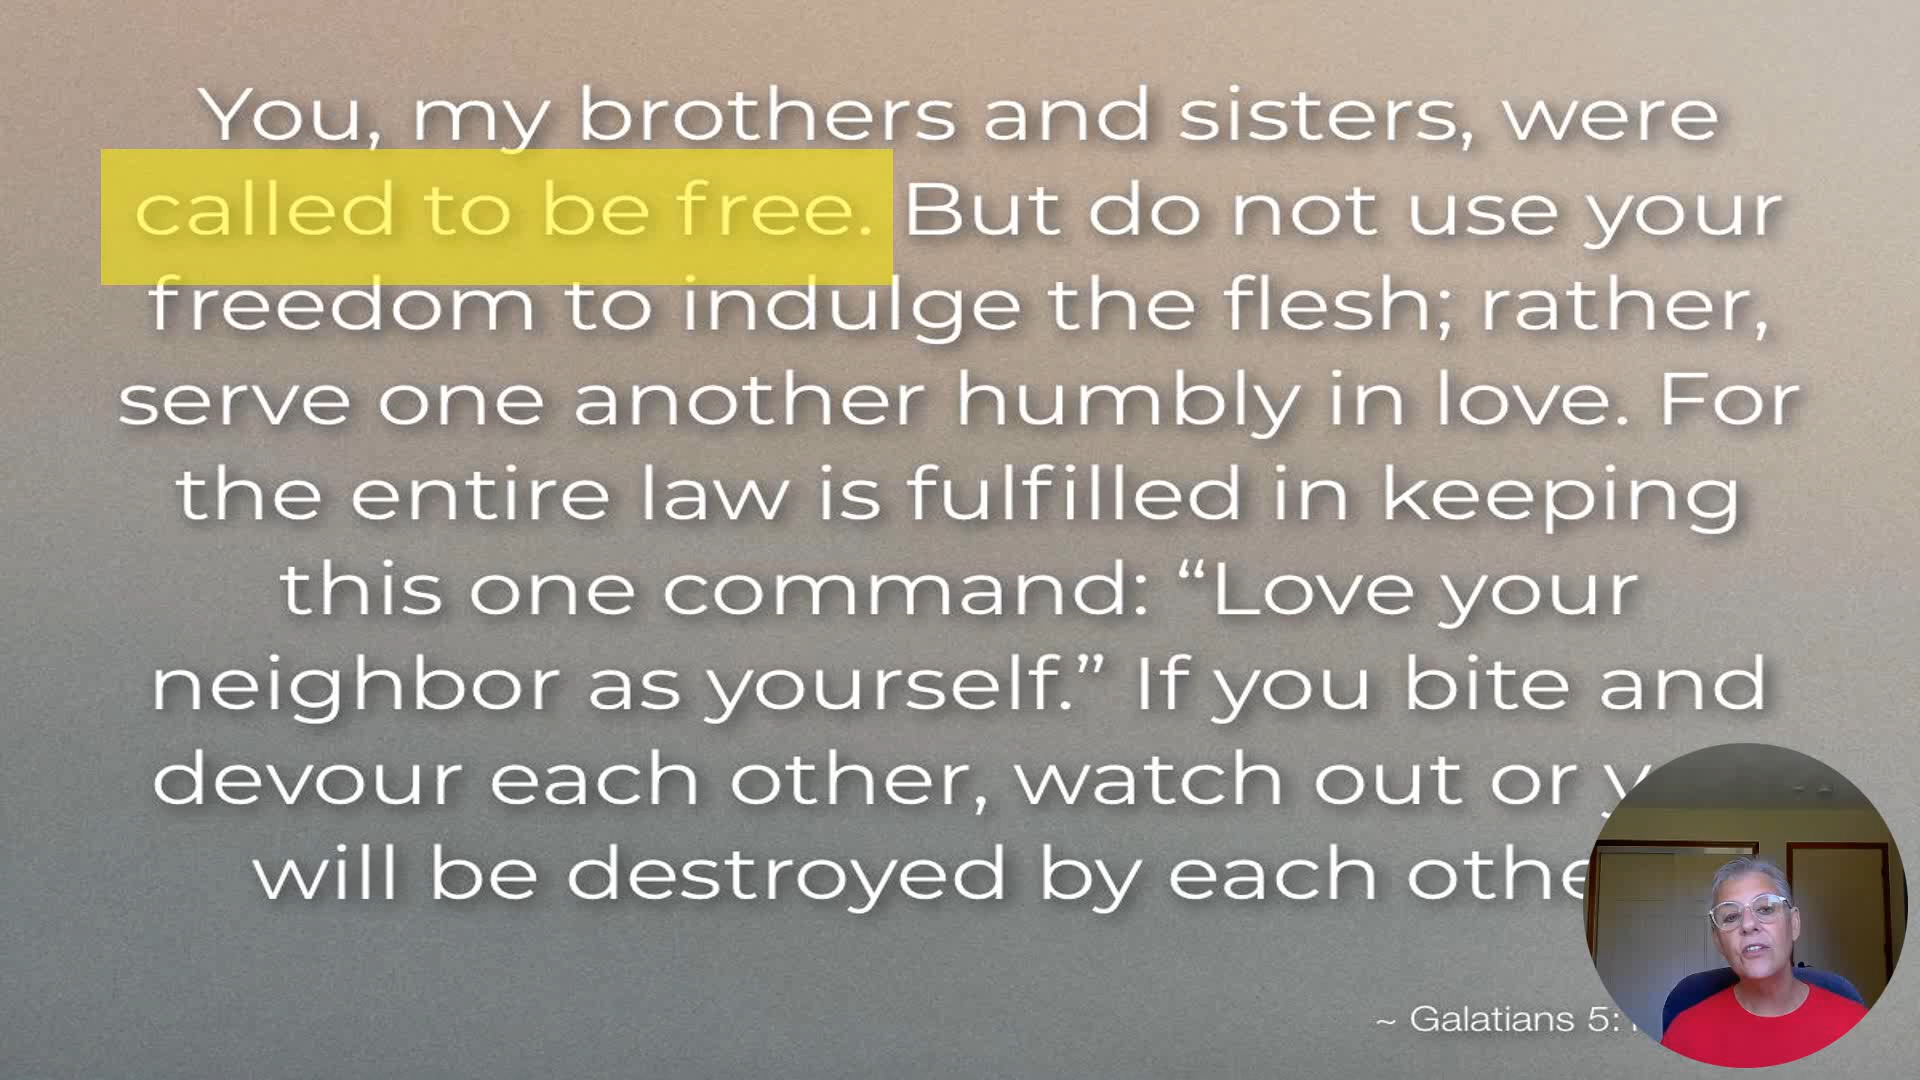 You, my brothers and sisters, were
called to be free. But do not use your
freedom to indulge the flesh; rather,
serve one another humbly in love. For
the entire law is fulfilled in keeping
this one command: “Love your
neighbor as yourself.” If you bite and
devour each other, watch out or
will be destroyed by each
~ Galatians 5: